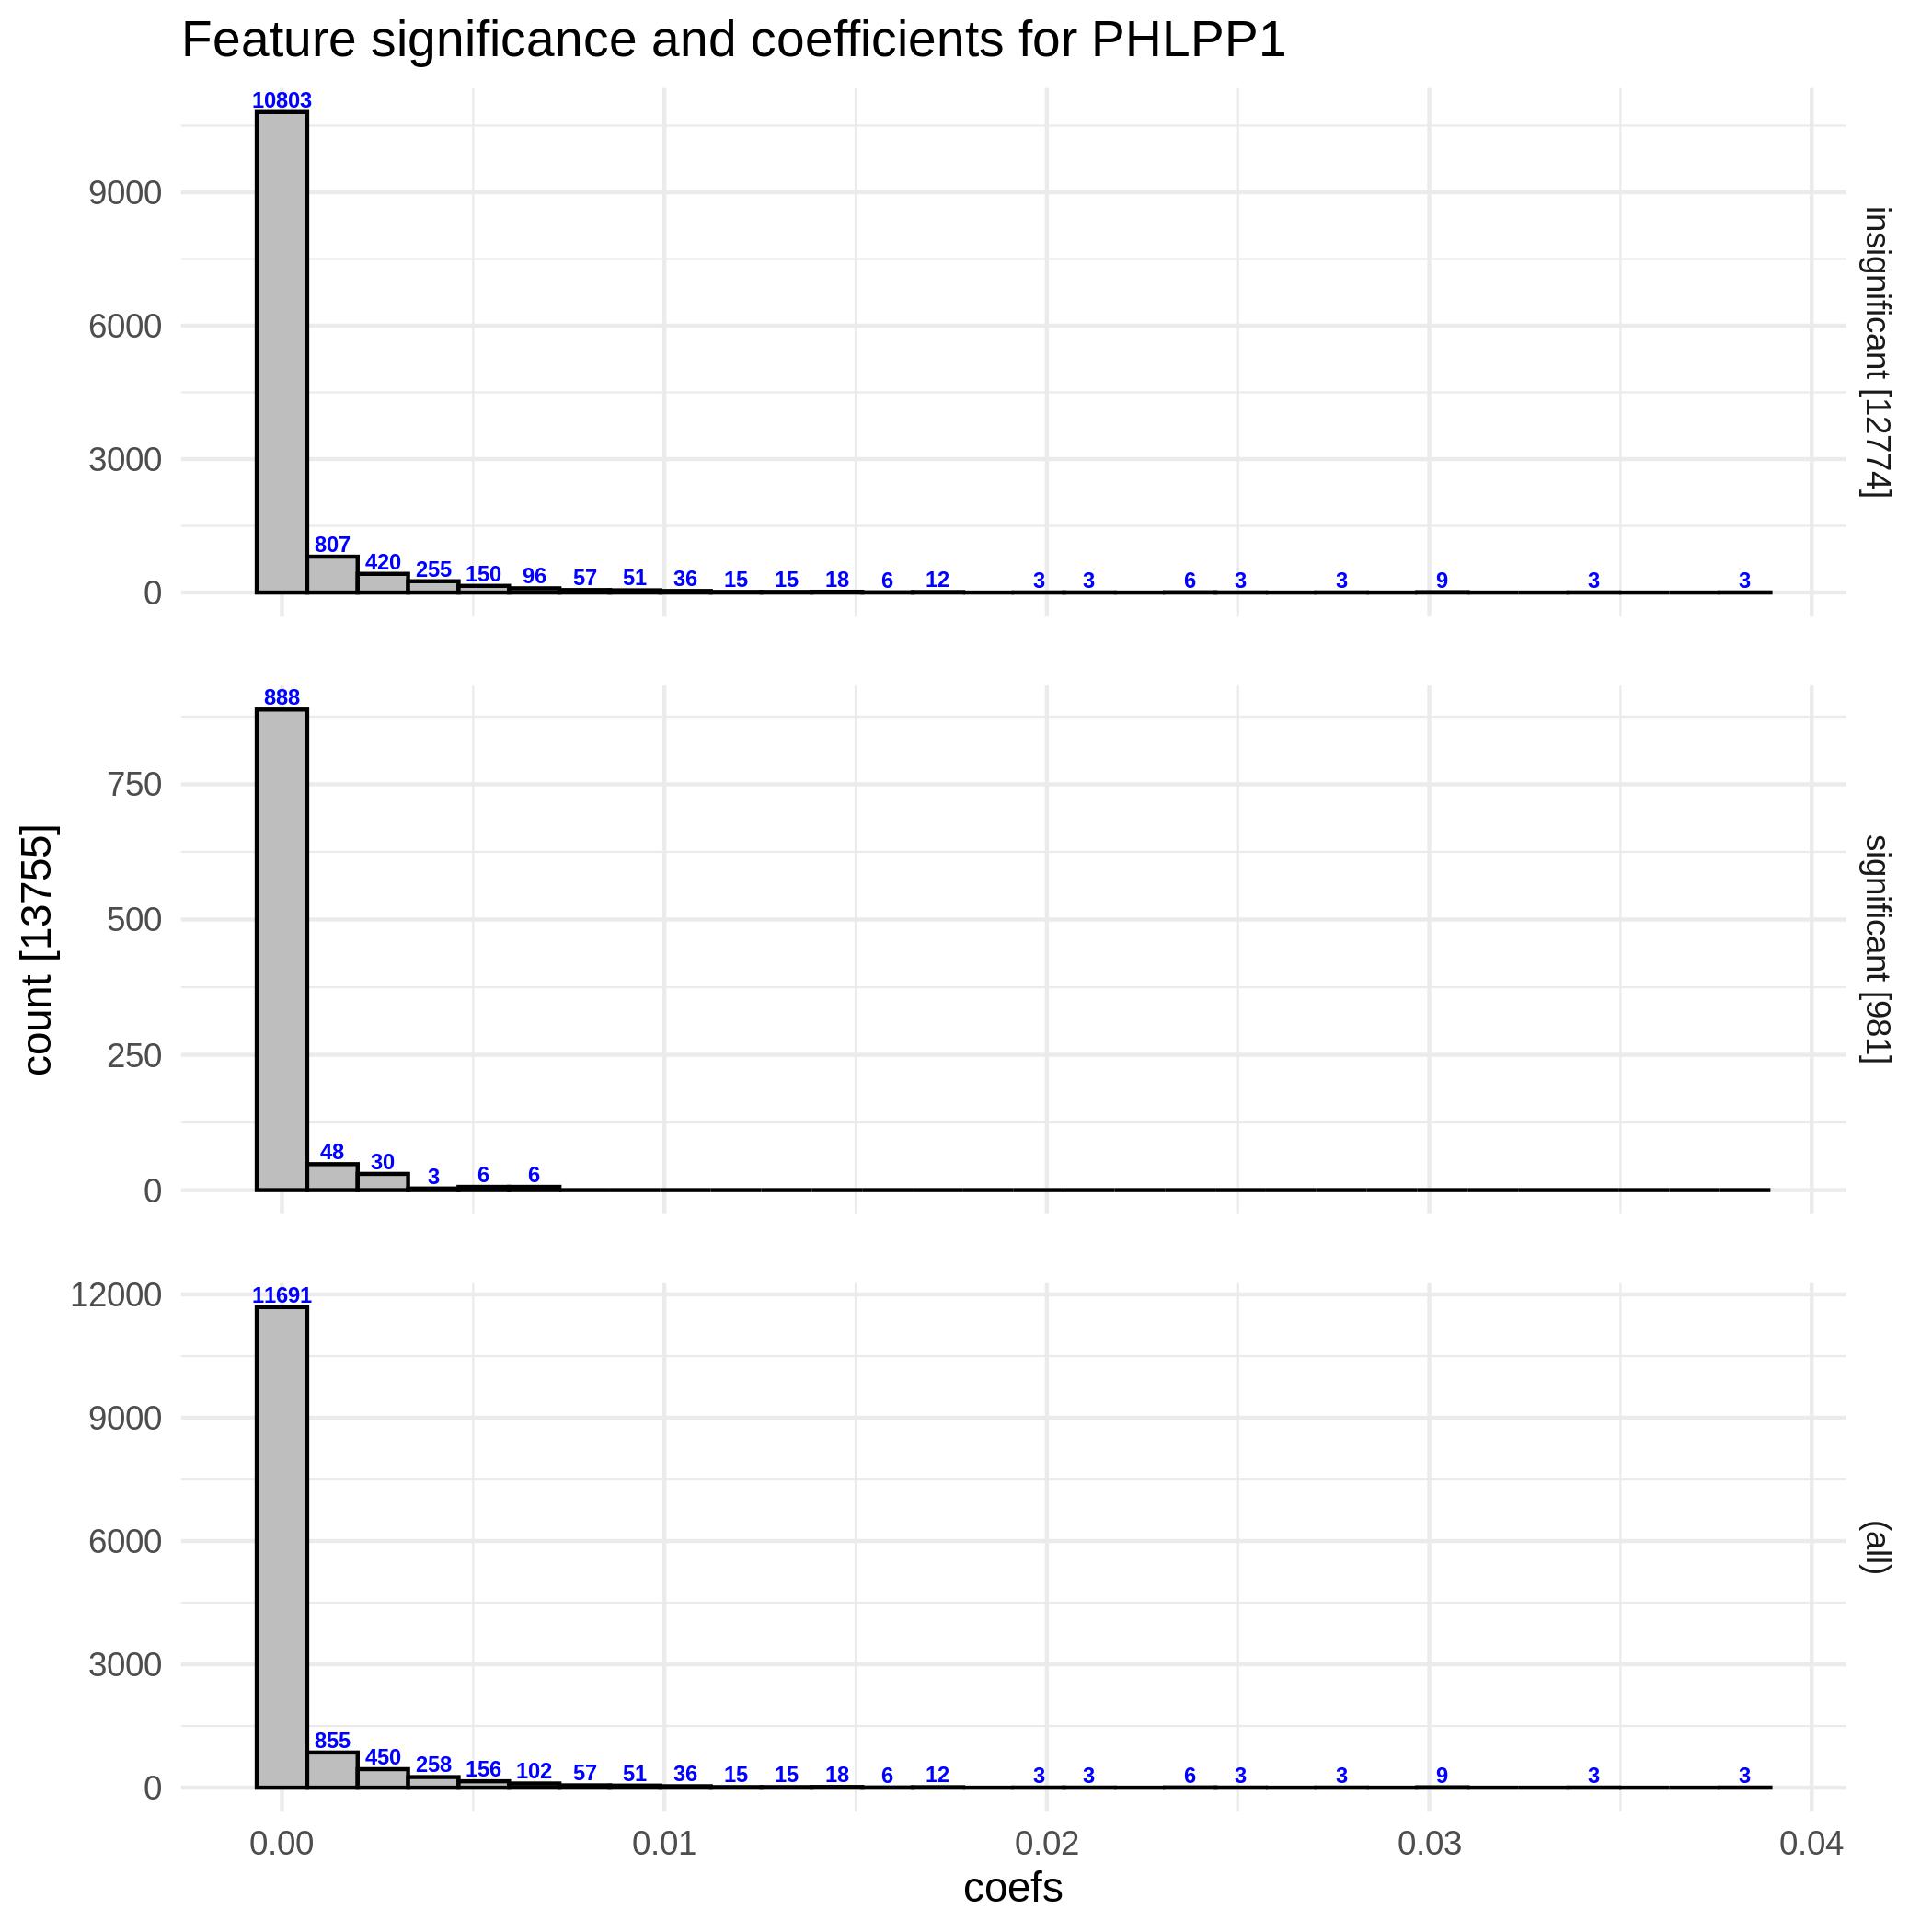 Feature significance and coefficients for PHLPP1
10803
9000
6000
3000
0
807 420 255 150 96 57 51 36 15 15 18 6 12 3 3 6 3 3 9 3 3
insignificant [12774]
888
750
500
250
0
48 30 3 6 6
significant [981]
count [13755]
12000
11691
9000
6000
3000
0
855 450 258 156 102 57 51 36 15 15 18 6 12 3 3 6 3 3 9 3 3
(all)
0.00 0.01 0.02 0.03 0.04
coefs